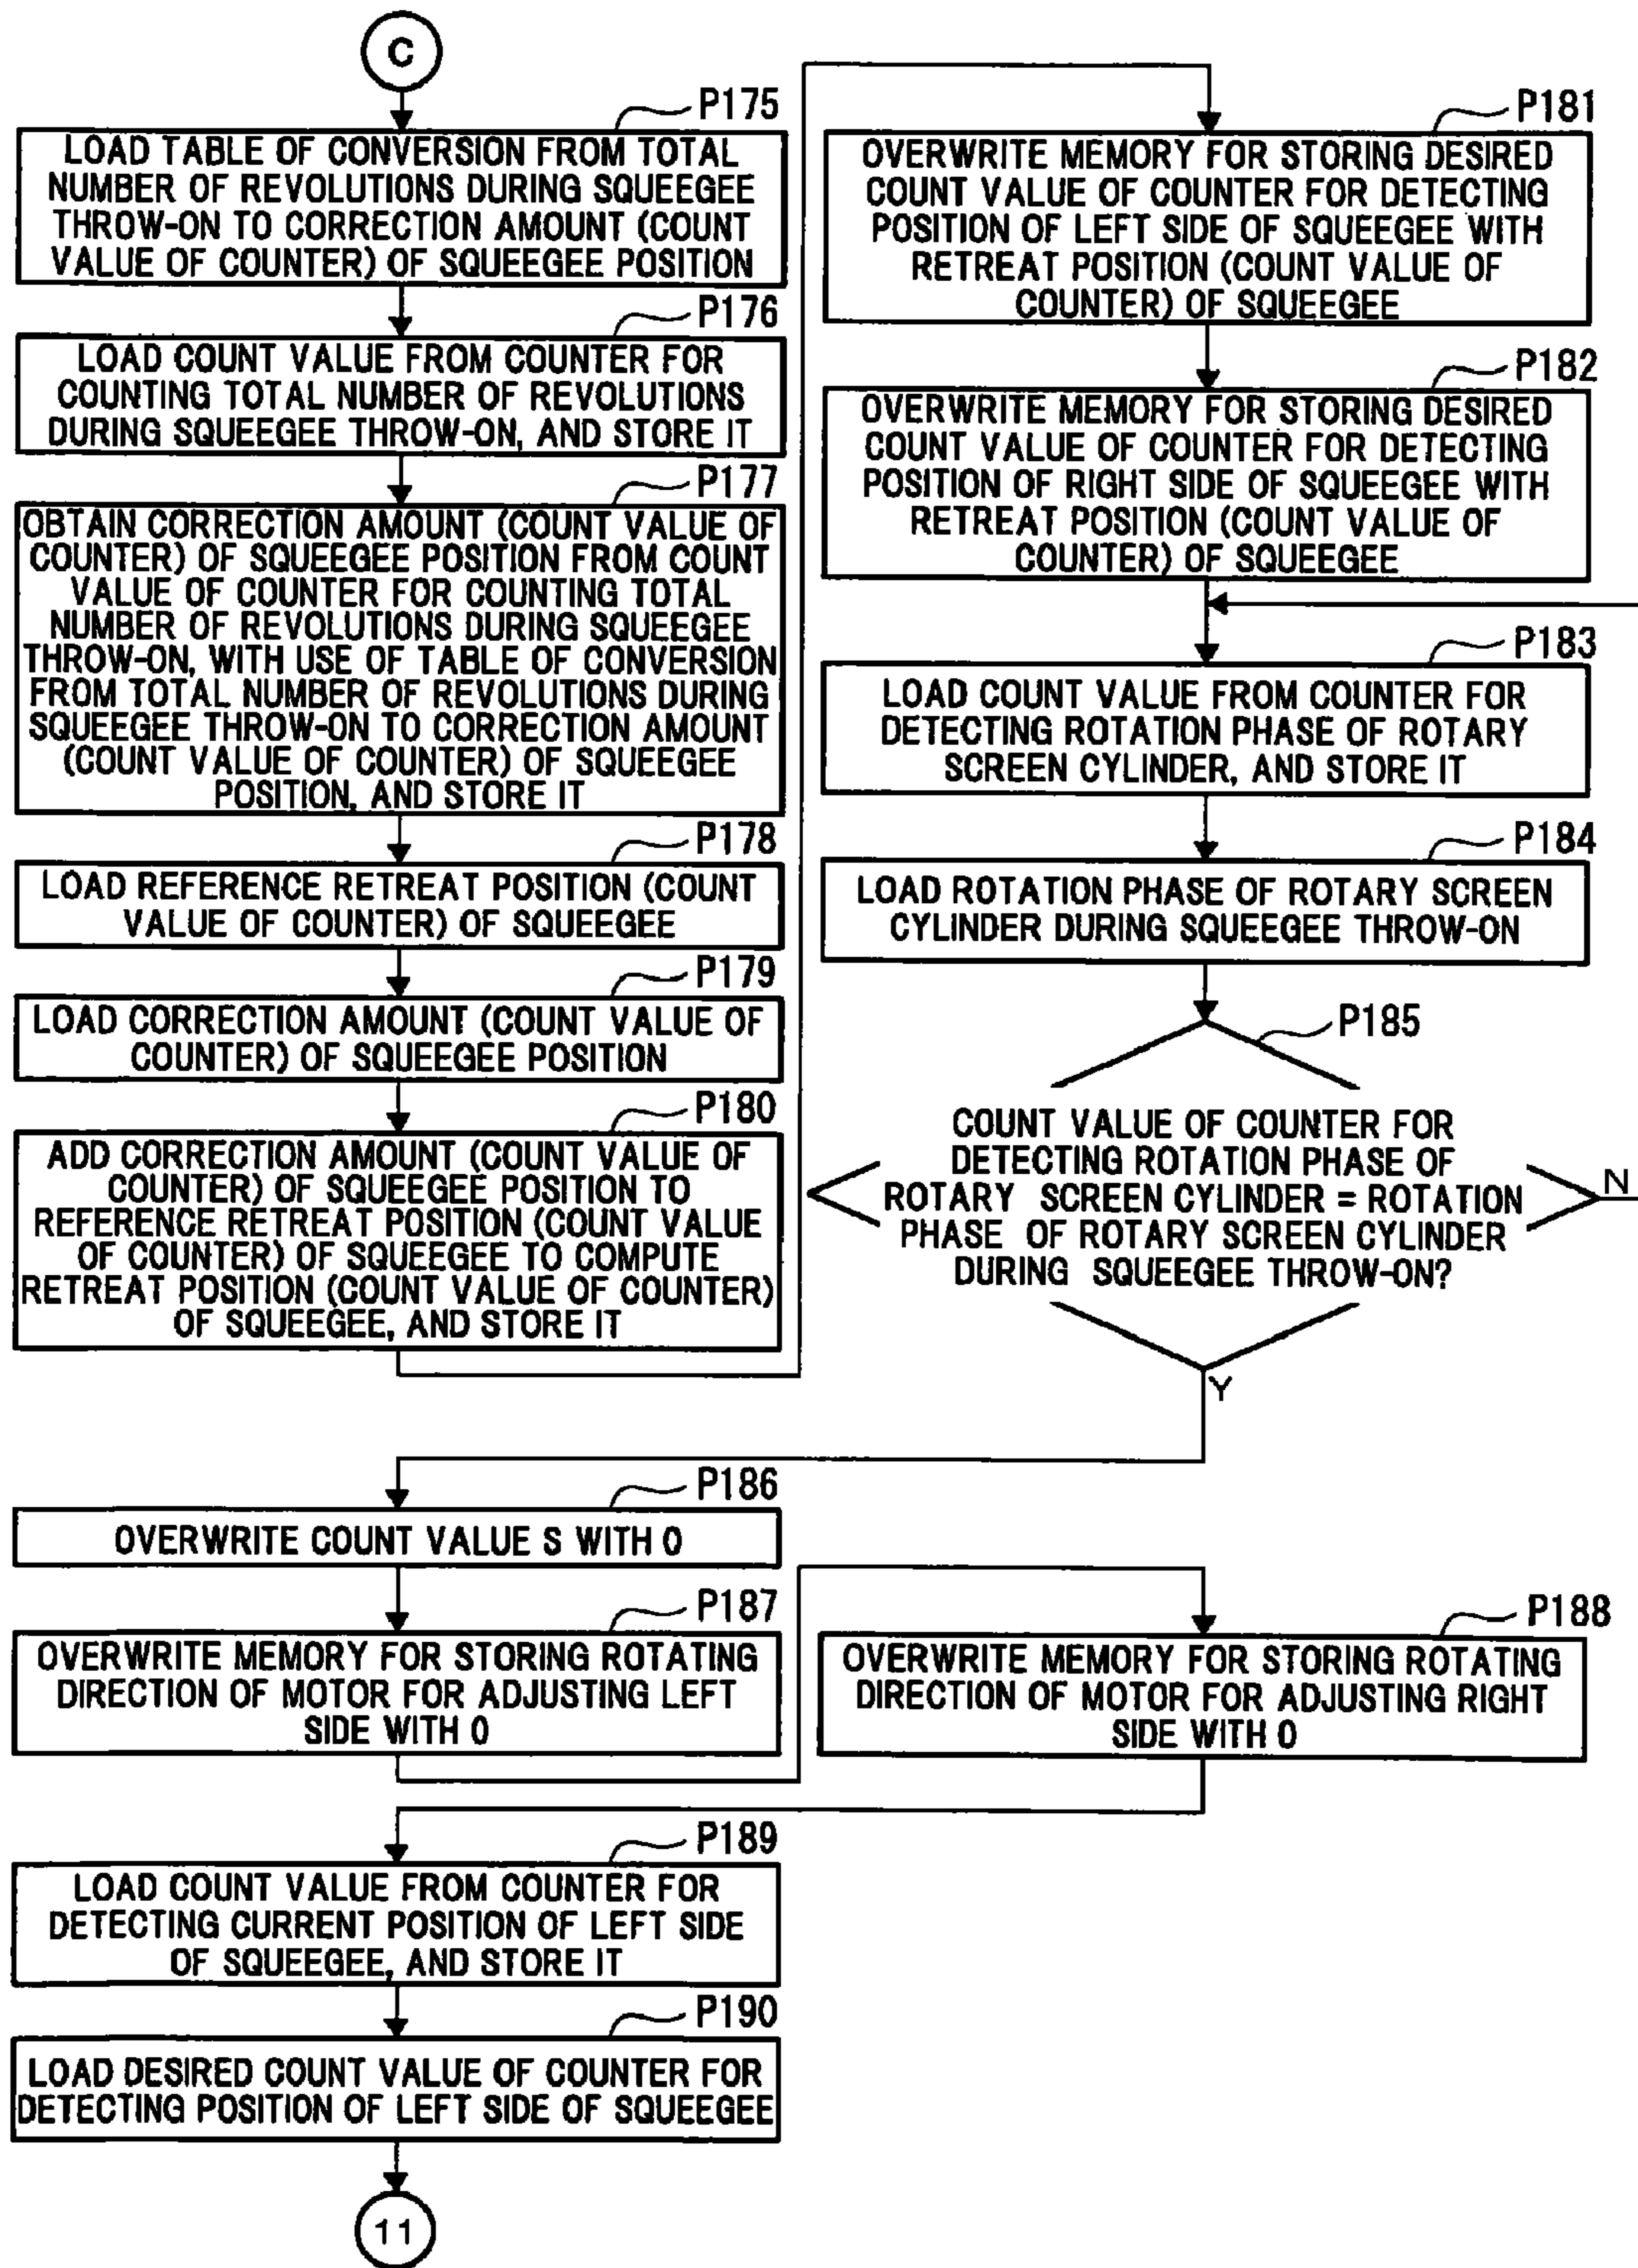 C
P175
LOAD TABLE OF CONVERSION FROM TOTAL
NUMBER OF REVOLUTIONS DURING SQUEEGEE
THROW-ON TO CORRECTION AMOUNT (COUNT
VALUE OF COUNTER) OF SQUEEGEE POSITION
P176
LOAD COUNT VALUE FROM COUNTER FOR
COUNTING TOTAL NUMBER OF REVOLUTIONS
DURING SQUEEGEE THROW-ON, AND STORE IT
P177
OBTAIN CORRECTION AMOUNT (COUNT VALUE OF
COUNTER) OF SQUEEGEE POSITION FROM COUNT
VALUE OF COUNTER FOR COUNTING TOTAL
NUMBER OF REVOLUTIONS DURING SQUEEGEE
THROW-ON, WITH USE OF TABLE OF CONVERSION
FROM TOTAL NUMBER OF REVOLUTIONS DURING
SQUEEGEE THROW-ON TO CORRECTION AMOUNT
(COUNT VALUE OF COUNTER) OF SQUEEGEE
POSITION, AND STORE IT
P178
LOAD REFERENCE RETREAT POSITION (COUNT
VALUE OF COUNTER) OF SQUEEGEE
P179
LOAD CORRECTION AMOUNT (COUNT VALUE OF
COUNTER) OF SQUEEGEE POSITION
P180
ADD CORRECTION AMOUNT (COUNT VALUE OF
COUNTER) OF SQUEEGEE POSITION TO
REFERENCE RETREAT POSITION (COUNT VALUE
OF COUNTER) OF SQUEEGEE TO COMPUTE
RETREAT POSITION (COUNT VALUE OF COUNTER)
OF SQUEEGEE, AND STORE IT
P181
OVERWRITE MEMORY FOR STORING DESIRED
COUNT VALUE OF COUNTER FOR DETECTING
POSITION OF LEFT SIDE OF SQUEEGEE WITH
RETREAT POSITION (COUNT VALUE OF
COUNTER) OF SQUEEGEE
P182
OVERWRITE MEMORY FOR STORING DESIRED
COUNT VALUE OF COUNTER FOR DETECTING
POSITION OF RIGHT SIDE OF SQUEEGEE WITH
RETREAT POSITION (COUNT VALUE OF
COUNTER) OF SQUEEGEE
P183
LOAD COUNT VALUE FROM COUNTER FOR
DETECTING ROTATION PHASE OF ROTARY
SCREEN CYLINDER, AND STORE IT
P184
LOAD ROTATION PHASE OF ROTARY SCREEN
CYLINDER DURING SQUEEGEE THROW-ON
P185
COUNT VALUE OF COUNTER FOR
DETECTING ROTATION PHASE OF
ROTARY SCREEN CYLINDER = ROTATION
PHASE OF ROTARY SCREEN CYLINDER
DURING SQUEEGEE THROW-ON?
N
Y
P186
OVERWRITE COUNT VALUE S WITH 0
P187
OVERWRITE MEMORY FOR STORING ROTATING
DIRECTION OF MOTOR FOR ADJUSTING LEFT
SIDE WITH 0
P188
OVERWRITE MEMORY FOR STORING ROTATING
DIRECTION OF MOTOR FOR ADJUSTING RIGHT
SIDE WITH 0
P189
LOAD COUNT VALUE FROM COUNTER FOR
DETECTING CURRENT POSITION OF LEFT SIDE
OF SQUEEGEE, AND STORE IT
P190
LOAD DESIRED COUNT VALUE OF COUNTER FOR
DETECTING POSITION OF LEFT SIDE OF SQUEEGEE
11